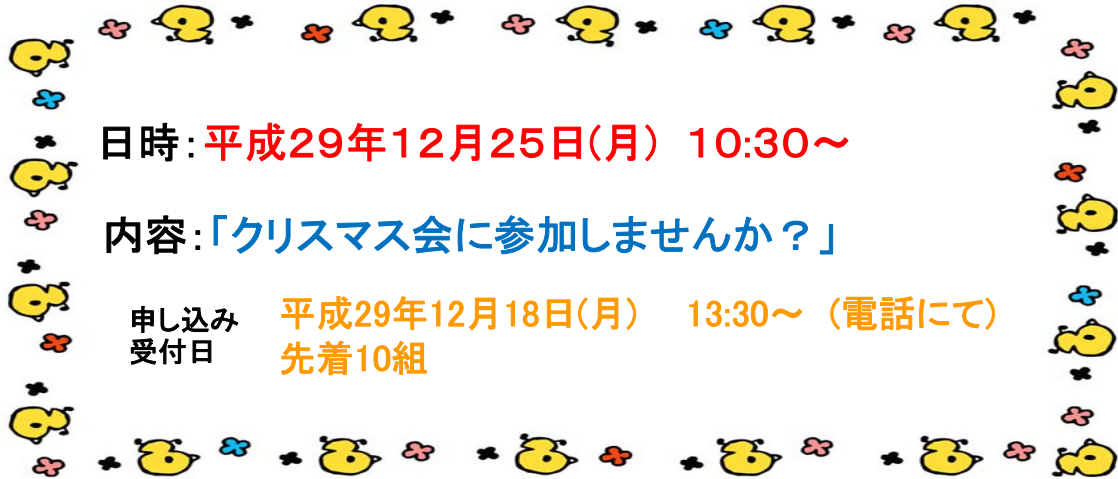 日時：平成２９年１２月２５日（月）　１０：３０～
内容：「クリスマス会に参加しませんか？」
申し込み
受付日
平成29年12月18日（月）　13:30～　（電話にて）
先着10組